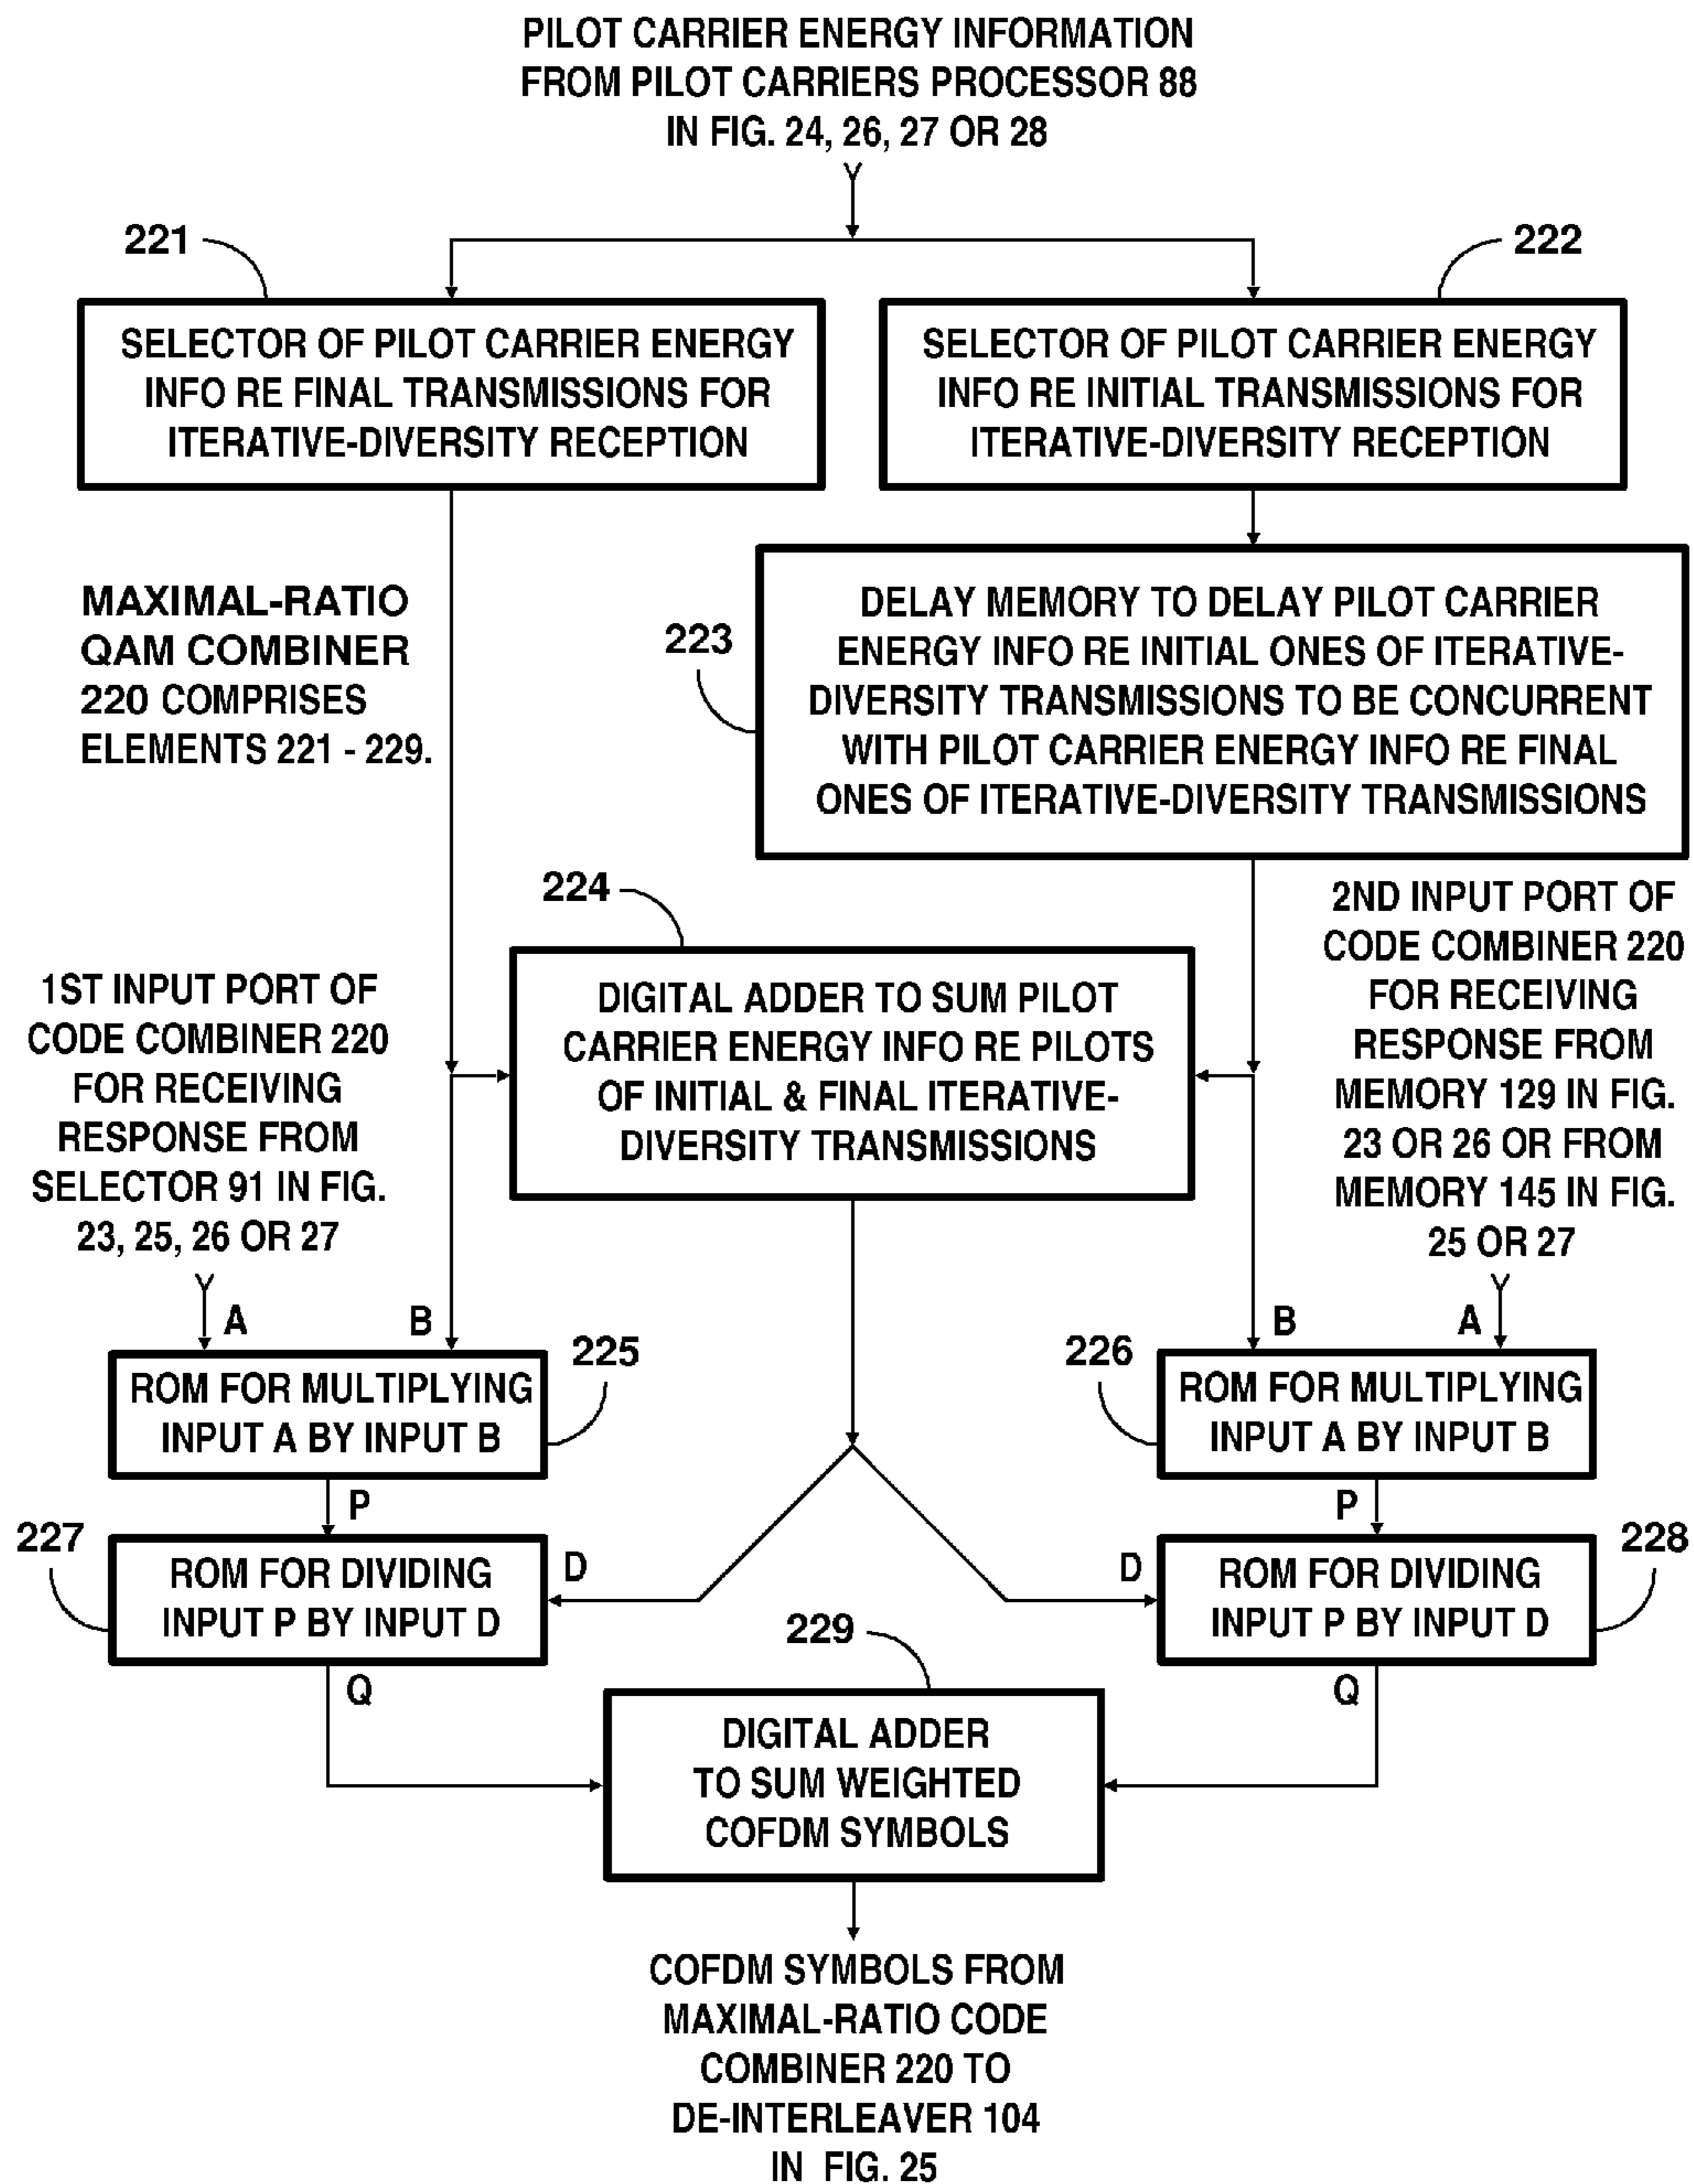 PILOT CARRIER ENERGY INFORMATION
FROM PILOT CARRIERS PROCESSOR 88
IN FIG. 24, 26, 27 OR 28
221
222
SELECTOR OF PILOT CARRIER ENERGY
INFO RE FINAL TRANSMISSIONS FOR
ITERATIVE-DIVERSITY RECEPTION
SELECTOR OF PILOT CARRIER ENERGY
INFO RE INITIAL TRANSMISSIONS FOR
ITERATIVE-DIVERSITY RECEPTION
MAXIMAL-RATIO
QAM COMBINER
220 COMPRISES
ELEMENTS 221 - 229.
223
DELAY MEMORY TO DELAY PILOT CARRIER
ENERGY INFO RE INITIAL ONES OF ITERATIVE-
DIVERSITY TRANSMISSIONS TO BE CONCURRENT
WITH PILOT CARRIER ENERGY INFO RE FINAL
ONES OF ITERATIVE-DIVERSITY TRANSMISSIONS
224
1ST INPUT PORT OF
CODE COMBINER 220
FOR RECEIVING
RESPONSE FROM
SELECTOR 91 IN FIG.
23, 25, 26 OR 27
DIGITAL ADDER TO SUM PILOT
CARRIER ENERGY INFO RE PILOTS
OF INITIAL & FINAL ITERATIVE-
DIVERSITY TRANSMISSIONS
2ND INPUT PORT OF
CODE COMBINER 220
FOR RECEIVING
RESPONSE FROM
MEMORY 129 IN FIG.
23 OR 26 OR FROM
MEMORY 145 IN FIG.
25 OR 27
A
B
B
A
225
226
ROM FOR MULTIPLYING
INPUT A BY INPUT B
ROM FOR MULTIPLYING
INPUT A BY INPUT B
P
P
227
228
ROM FOR DIVIDING
INPUT P BY INPUT D
D
D
ROM FOR DIVIDING
INPUT P BY INPUT D
229
Q
Q
DIGITAL ADDER
TO SUM WEIGHTED
COFDM SYMBOLS
COFDM SYMBOLS FROM
MAXIMAL-RATIO CODE
COMBINER 220 TO
DE-INTERLEAVER 104
IN FIG. 25